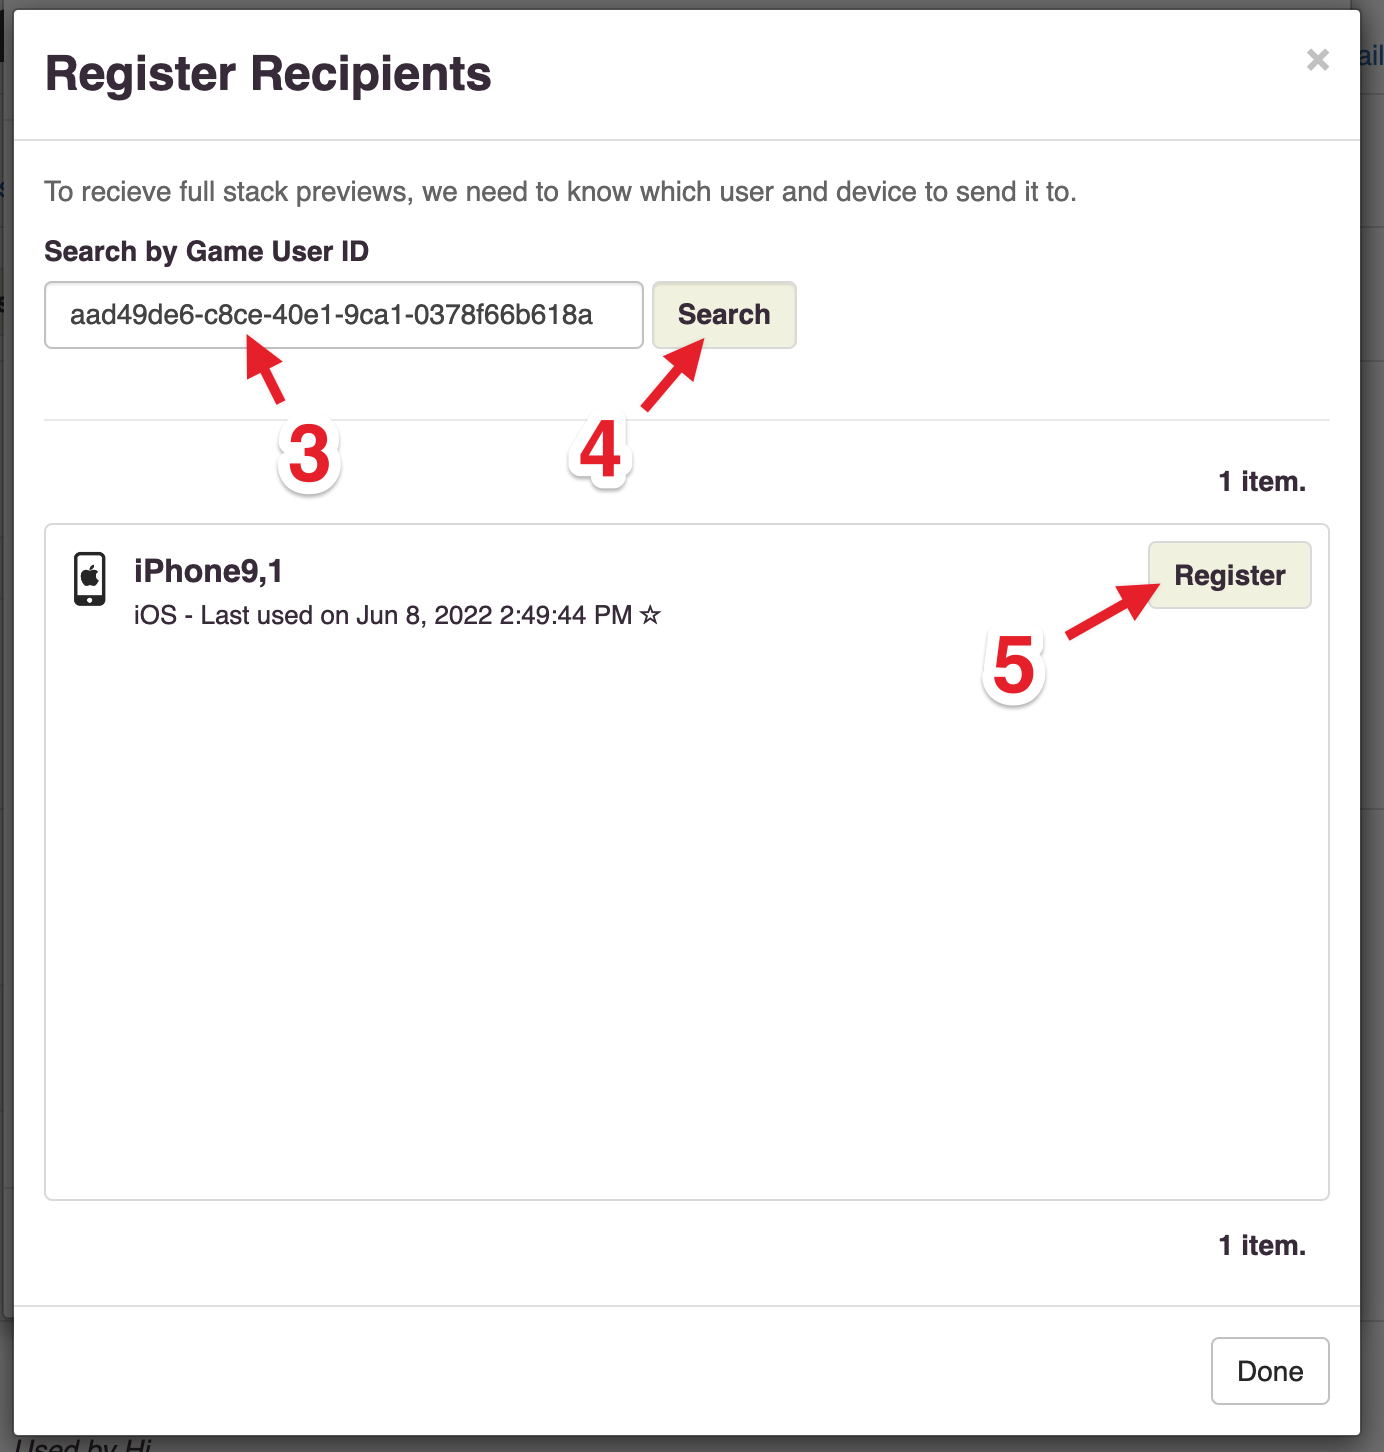 Register Recipients
×
ail
To recieve full stack previews, we need to know which user and device to send it to.
Search by Game User ID
aad49de6-c8ce-40e1-9ca1-0378f66b618a
Search
3
4
1 item.
iPhone9,1
Register
iOS - Last used on Jun 8, 2022 2:49:44 PM ☆
5
1 item.
Done
Used by Hi